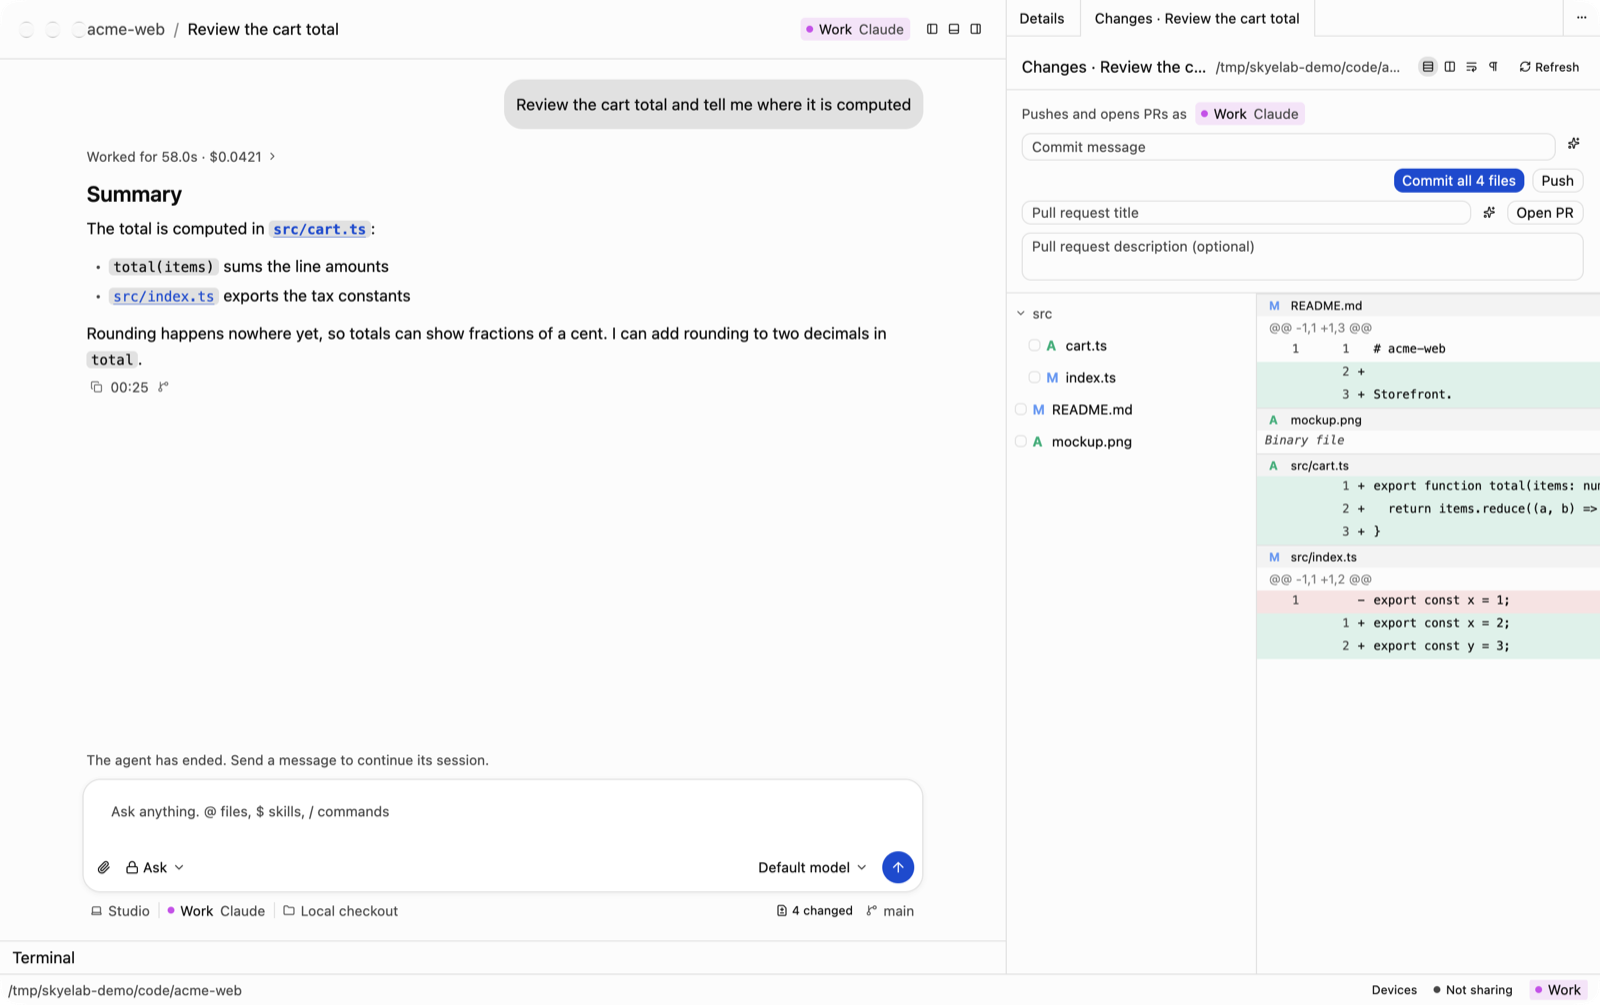 acme-web / Review the cart total
Work Claude
Details
Changes · Review the cart total
...
Changes · Review the c... /tmp/skyelab-demo/code/a...
Refresh
Review the cart total and tell me where it is computed
Worked for 58.0s · $0.0421 >
Summary
The total is computed in src/cart.ts:
• total(items) sums the line amounts
• src/index.ts exports the tax constants
Rounding happens nowhere yet, so totals can show fractions of a cent. I can add rounding to two decimals in
total.
00:25
The agent has ended. Send a message to continue its session.
Ask anything. @ files, $ skills, / commands
Ask
Default model
Studio
Work Claude
Local checkout
4 changed
main
Terminal
Pushes and opens PRs as Work Claude
Commit message
Commit all 4 files
Push
Pull request title
Open PR
Pull request description (optional)
src
A cart.ts
M index.ts
M README.md
A mockup.png
M README.md
@@ -1,1 +1,3 @@
1 1 # acme-web
2 +
3 + Storefront.
A mockup.png
Binary file
A src/cart.ts
1 + export function total(items: nu
2 + return items.reduce((a, b) =>
3 + }
M src/index.ts
@@ -1,1 +1,2 @@
1 - export const x = 1;
1 + export const x = 2;
2 + export const y = 3;
/tmp/skyelab-demo/code/acme-web
Devices
Not sharing
Work